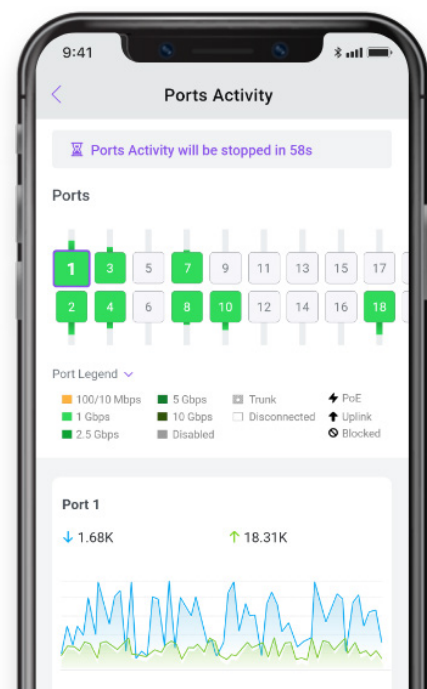 9:41
Ports Activity
Ports Activity will be stopped in 58s
Ports
1 3 5 7 9 11 13 15 17
2 4 6 8 10 12 14 16 18
Port Legend
100/10 Mbps 5 Gbps Trunk PoE
1 Gbps 10 Gbps Disconnected Uplink
2.5 Gbps Disabled Blocked
Port 1
1.68K 18.31K